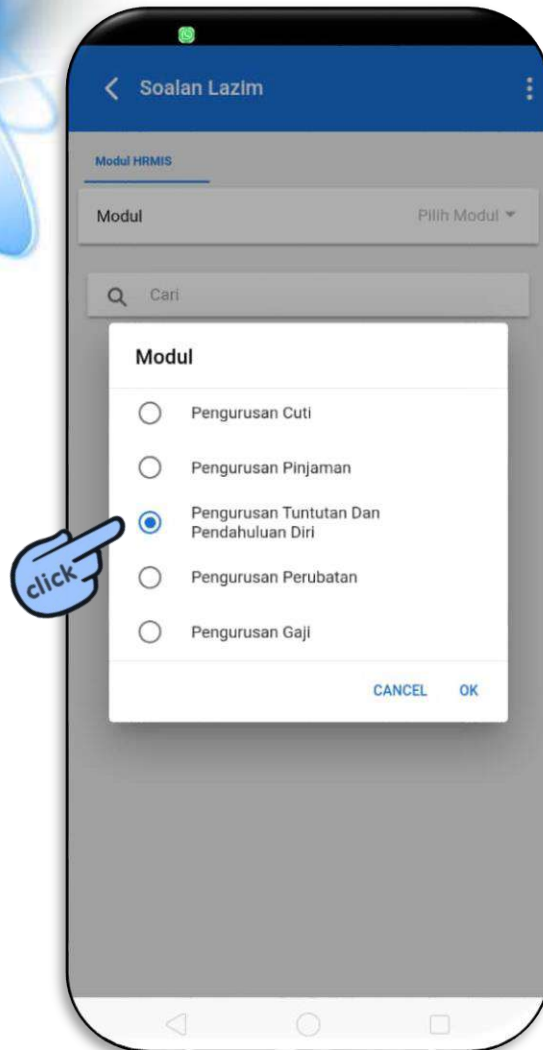 Soalan Lazim
Modul HRMIS
Modul Pilih Modul
Cari
Modul
Pengurusan Cuti
Pengurusan Pinjaman
Pengurusan Tuntutan Dan
Pendahuluan Diri
click
Pengurusan Perubatan
Pengurusan Gaji
CANCEL OK